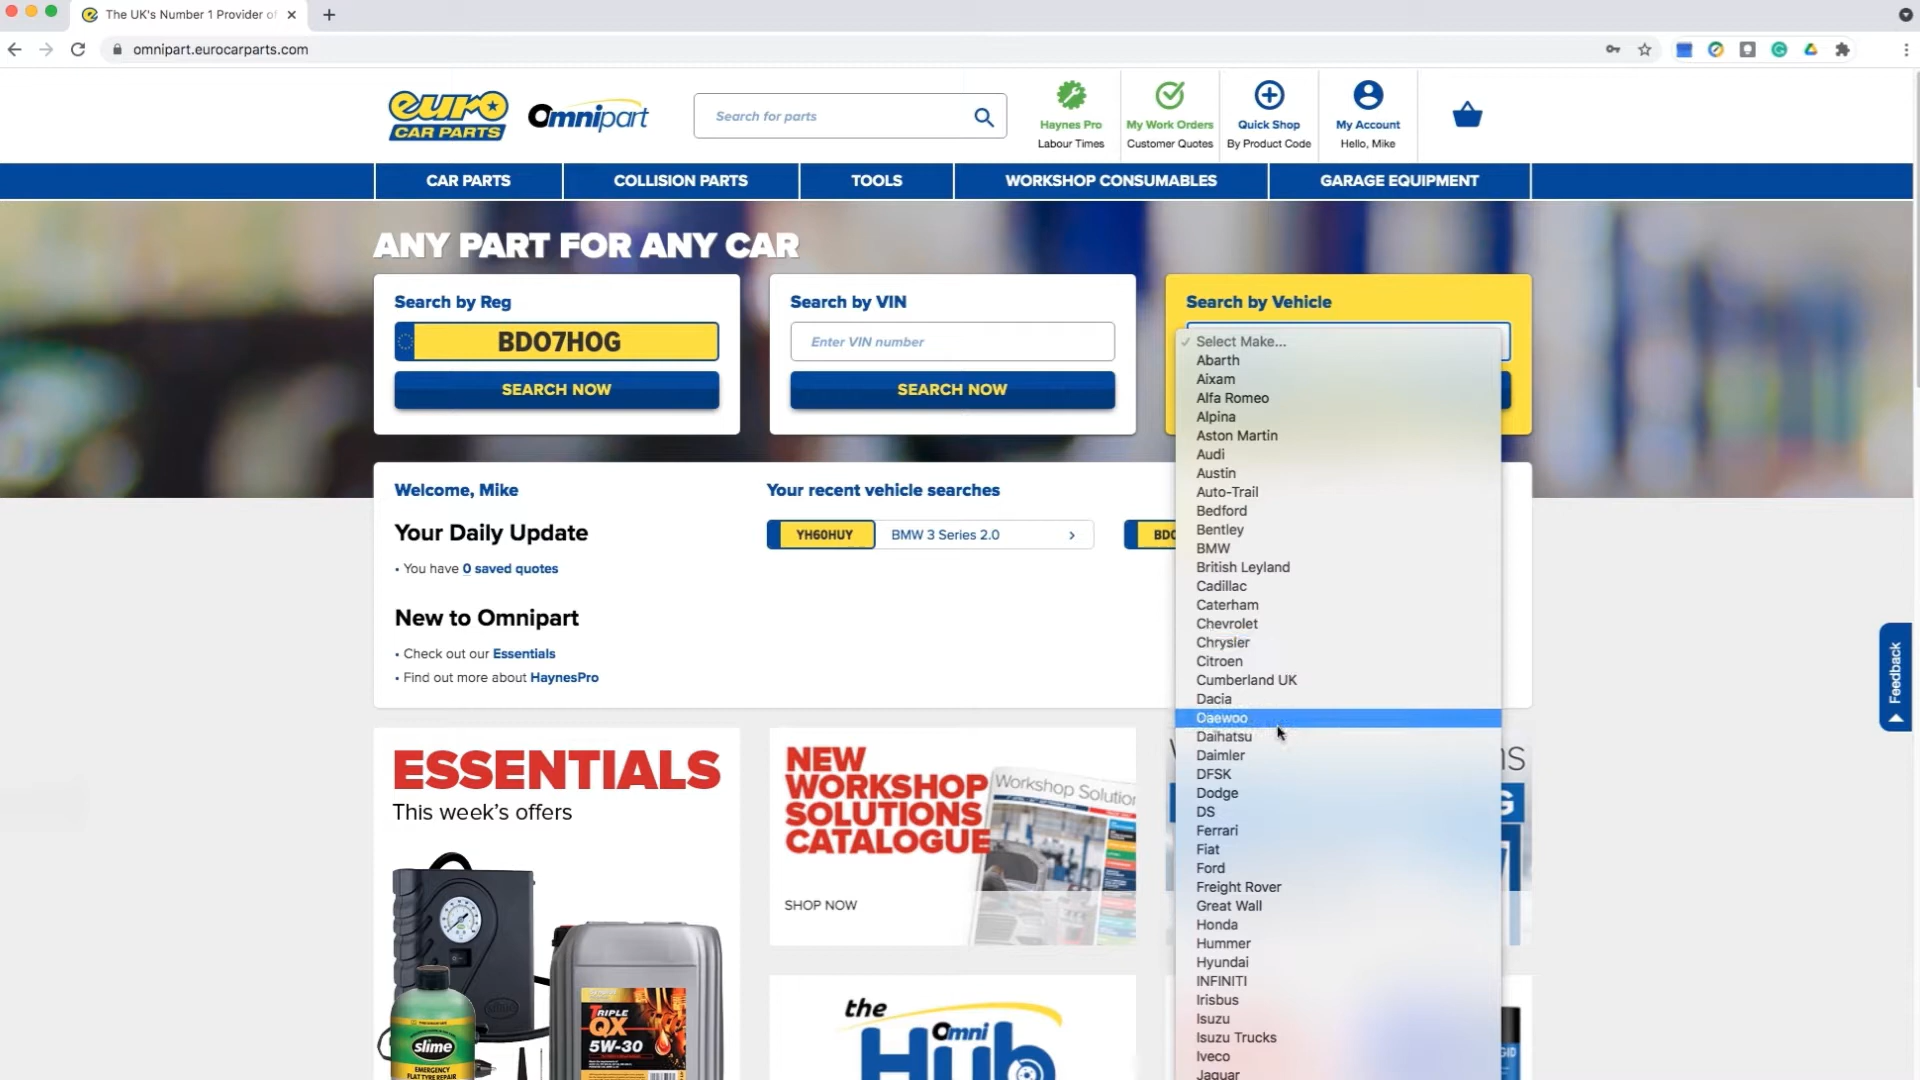 The UK's Number 1 Provider of
omnipart.eurocarparts.com
euro
CAR PARTS
Omnipart
Search for parts
Haynes Pro
Labour Times
My Work Orders
Customer Quotes
Quick Shop
By Product Code
My Account
Hello, Mike
CAR PARTS
COLLISION PARTS
TOOLS
WORKSHOP CONSUMABLES
GARAGE EQUIPMENT
ANY PART FOR ANY CAR
Search by Reg
BD07HOG
SEARCH NOW
Search by VIN
Enter VIN number
SEARCH NOW
Search by Vehicle
✓ Select Make...
Abarth
Aixam
Alfa Romeo
Alpina
Aston Martin
Audi
Austin
Auto-Trail
Bedford
Bentley
BMW
British Leyland
Cadillac
Caterham
Chevrolet
Chrysler
Citroen
Cumberland UK
Dacia
Daewoo
Daihatsu
Daimler
DFSK
Dodge
DS
Ferrari
Fiat
Ford
Freight Rover
Great Wall
Honda
Hummer
Hyundai
INFINITI
Irisbus
Isuzu
Isuzu Trucks
Iveco
Jaguar
Welcome, Mike
Your Daily Update
• You have 0 saved quotes
New to Omnipart
• Check out our Essentials
• Find out more about HaynesPro
Your recent vehicle searches
YH60HUY
BMW 3 Series 2.0
Feedback
ESSENTIALS
This week's offers
slime
EMERGENCY
FLAT TYRE REPAIR
TRIPLE
QX
5W-30
NEW
WORKSHOP
SOLUTIONS
CATALOGUE
SHOP NOW
the
Omni
Hub